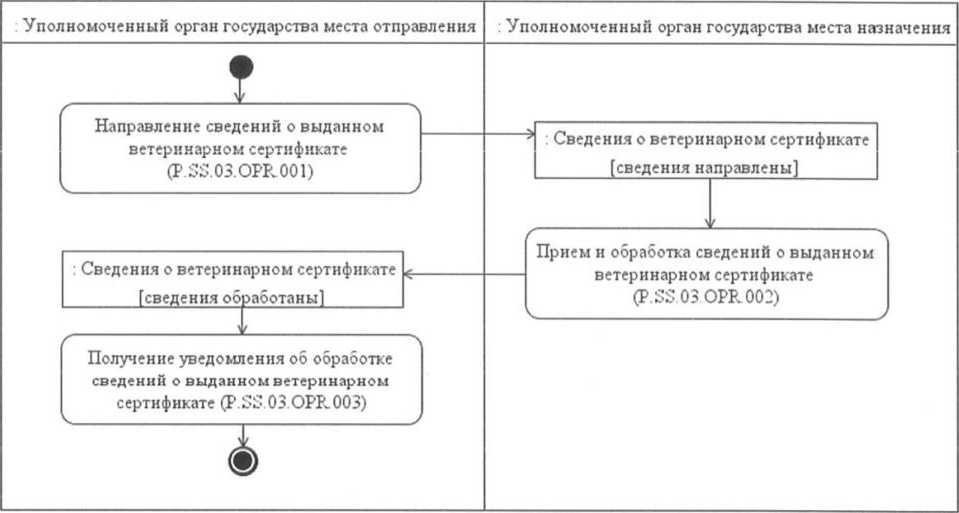 : Уполномоченный орган государства места отправления
: Уполномоченный орган государства места назначения
Направление сведений о выданном
ветеринарном сертификате
(P.SS.03.OPR.001)
: Сведения о ветеринарном сертификате
[сведения направлены]
Прием и обработка сведений о выданном
ветеринарном сертификате
(P.SS.03.OPR.002)
: Сведения о ветеринарном сертификате
[сведения обработаны]
Получение уведомления об обработке
сведений о выданном ветеринарном
сертификате (P.SS.03.OPR.003)